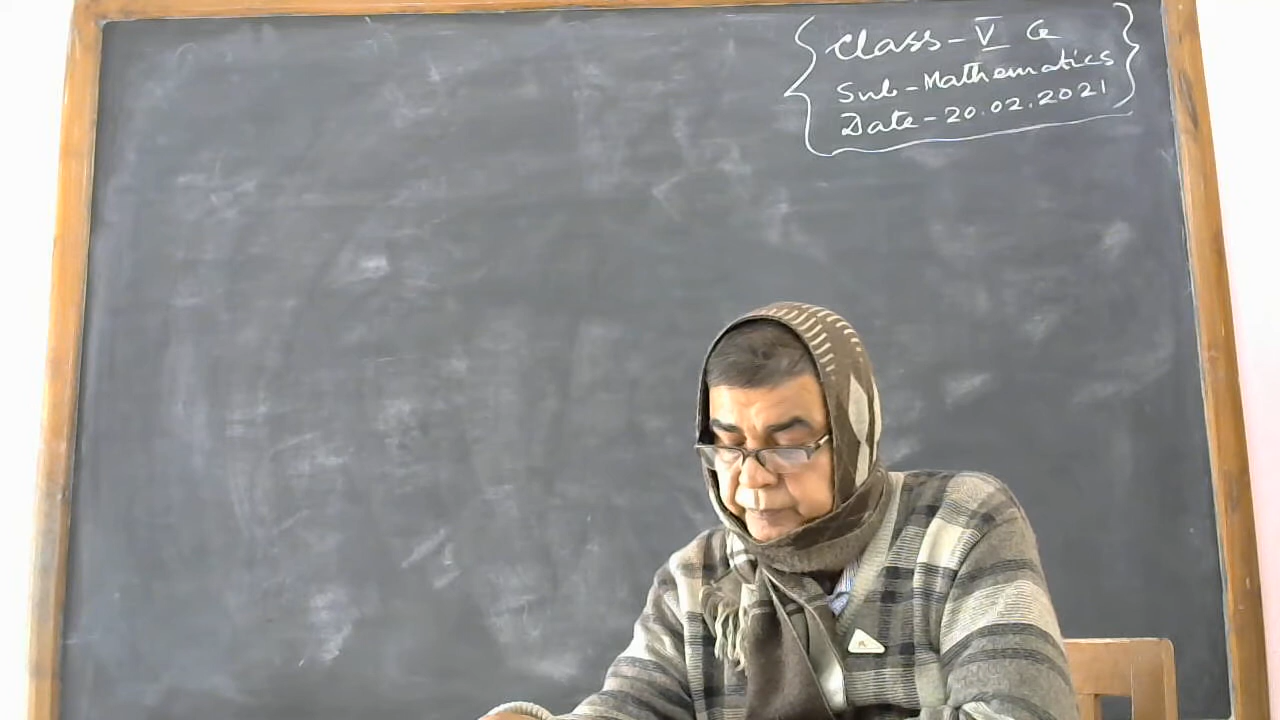 Class - V G
Sub - Mathematics
Date - 20.02.2021